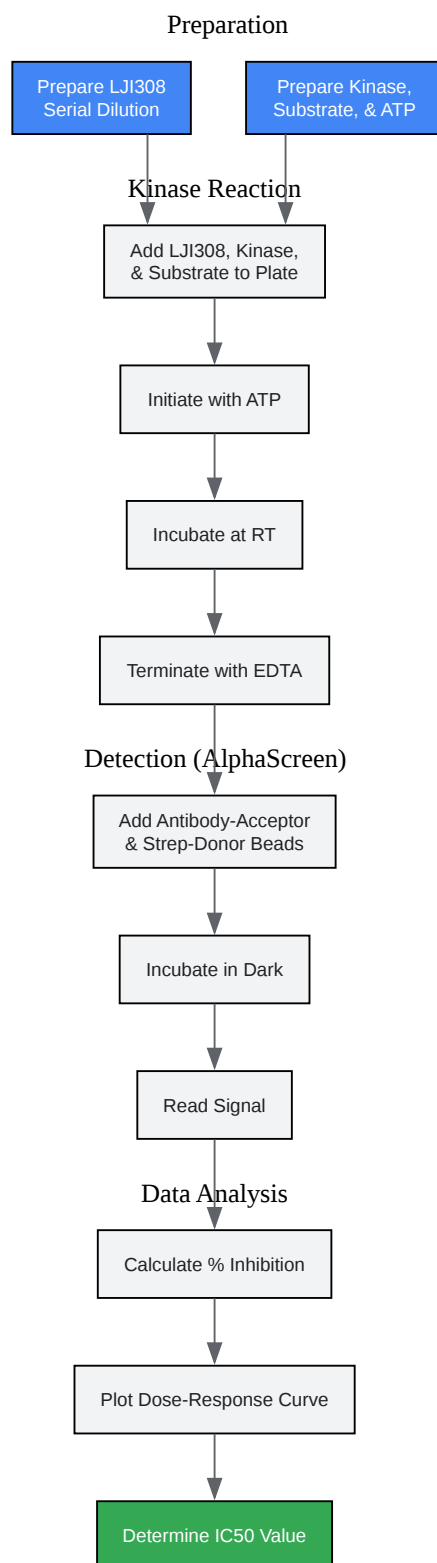 Preparation
Prepare LJI308
Serial Dilution
Prepare Kinase,
Substrate, & ATP
Kinase Reaction
Add LJI308, Kinase,
& Substrate to Plate
Initiate with ATP
Incubate at RT
Terminate with EDTA
Detection (AlphaScreen)
Add Antibody-Acceptor
& Strep-Donor Beads
Incubate in Dark
Read Signal
Data Analysis
Calculate % Inhibition
Plot Dose-Response Curve
Determine IC50 Value